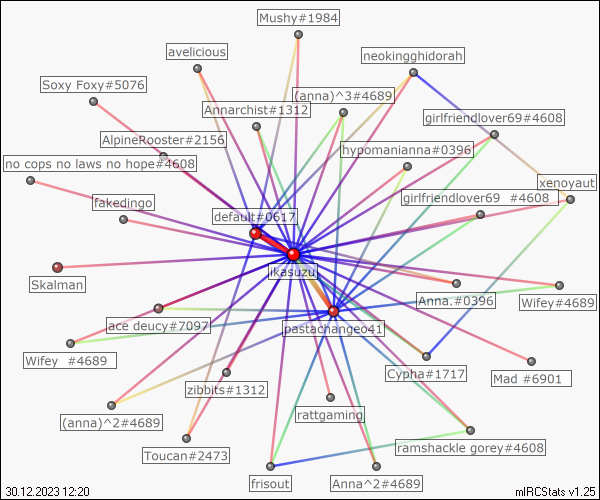 Mushy#1984
avelicious
neokingghidorah
Soxy Foxy#5076
(anna)^3#4689
Annarchist#1312
girlfriendlover69#4608
AlpineRooster#2156
hypomanianna#0396
no cops no laws no hope#4608
xenoyaut
girlfriendlover69 #4608
fakedingo
default#0617
ikasuzu
Skalman
Anna.#0396
Wifey#4689
ace deucy#7097
pastachangeo41
Wifey #4689
Cypha#1717
Mad #6901
zibbits#1312
rattgaming
(anna)^2#4689
ramshackle gorey#4608
Toucan#2473
frisout
Anna^2#4689
30.12.2023 12:20
mIRCStats v1.25